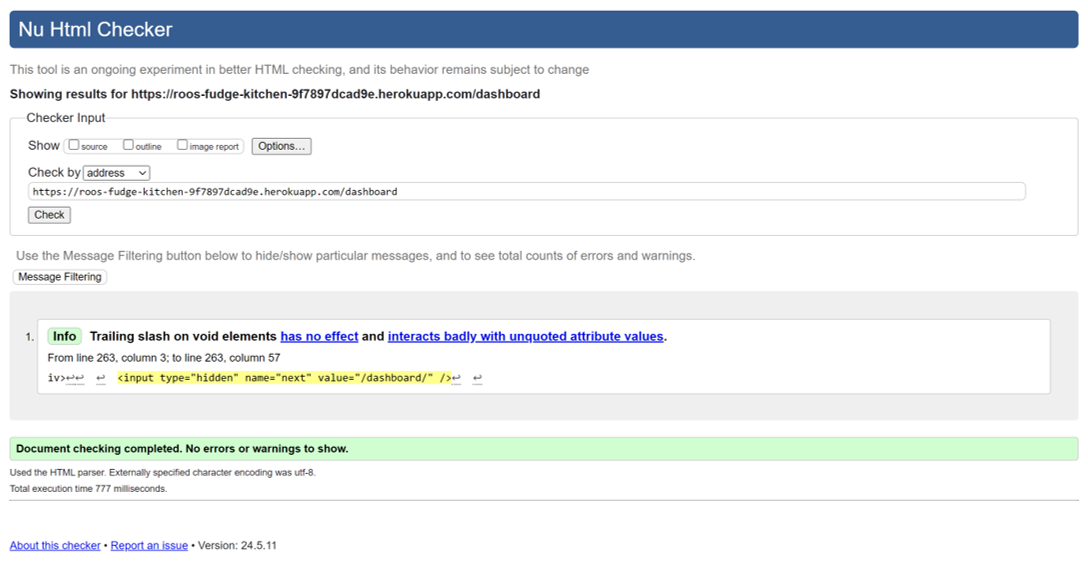 Nu Html Checker
This tool is an ongoing experiment in better HTML checking, and its behavior remains subject to change
Showing results for https://roos-fudge-kitchen-9f7897dcad9e.herokuapp.com/dashboard
Checker Input
Show source outline image report Options...
Check by address
https://roos-fudge-kitchen-9f7897dcad9e.herokuapp.com/dashboard
Check
Use the Message Filtering button below to hide/show particular messages, and to see total counts of errors and warnings.
Message Filtering
1. Info Trailing slash on void elements has no effect and interacts badly with unquoted attribute values.
From line 263, column 3; to line 263, column 57
iv>↩↩ ↩ <input type="hidden" name="next" value="/dashboard/" />↩ ↩
Document checking completed. No errors or warnings to show.
Used the HTML parser. Externally specified character encoding was utf-8.
Total execution time 777 milliseconds.
About this checker • Report an issue • Version: 24.5.11